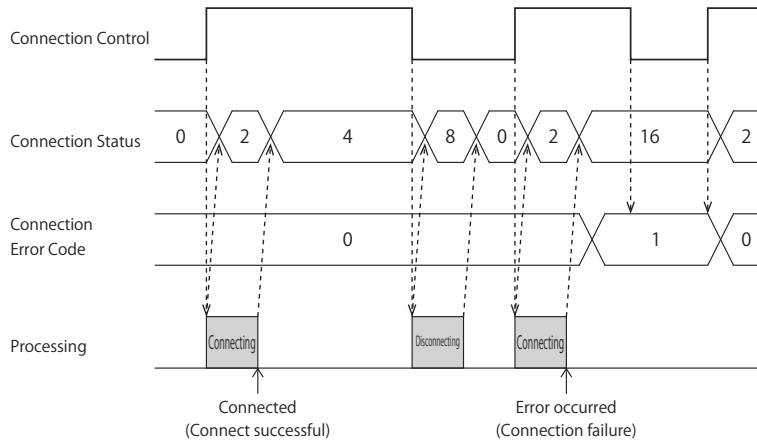 Connection Control
Connection Status
0 2 4 8 0 2 16 2
Connection
Error Code
0 1 0
Processing
Connecting Disconnecting Connecting
Connected
(Connect successful)
Error occurred
(Connection failure)